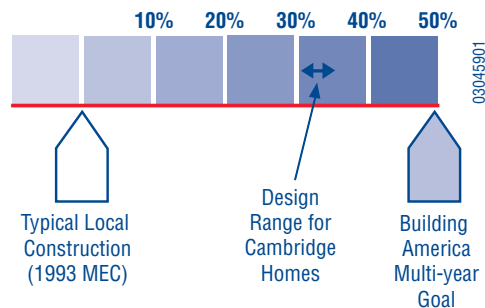 10% 20% 30% 40% 50%
03045901
Typical Local
Construction
(1993 MEC)
Design
Range for
Cambridge
Homes
Building
America
Multi-year
Goal